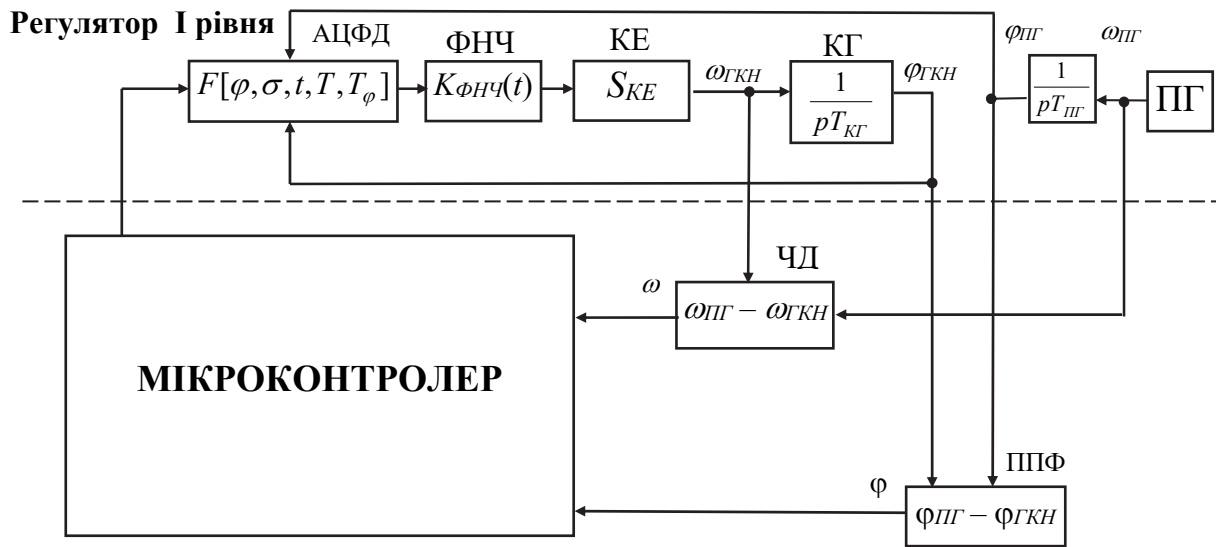 Регулятор І рівня
АЦФД
ФНЧ
КЕ
КГ
φПГ
ωПГ
F[φ,σ,t,T,Tφ]
KФНЧ(t)
SКЕ
ωГКН
1
pTКГ
φГКН
1
pTПГ
ПГ
ЧД
ω
ωПГ – ωГКН
МІКРОКОНТРОЛЕР
ППФ
φ
φПГ – φГКН